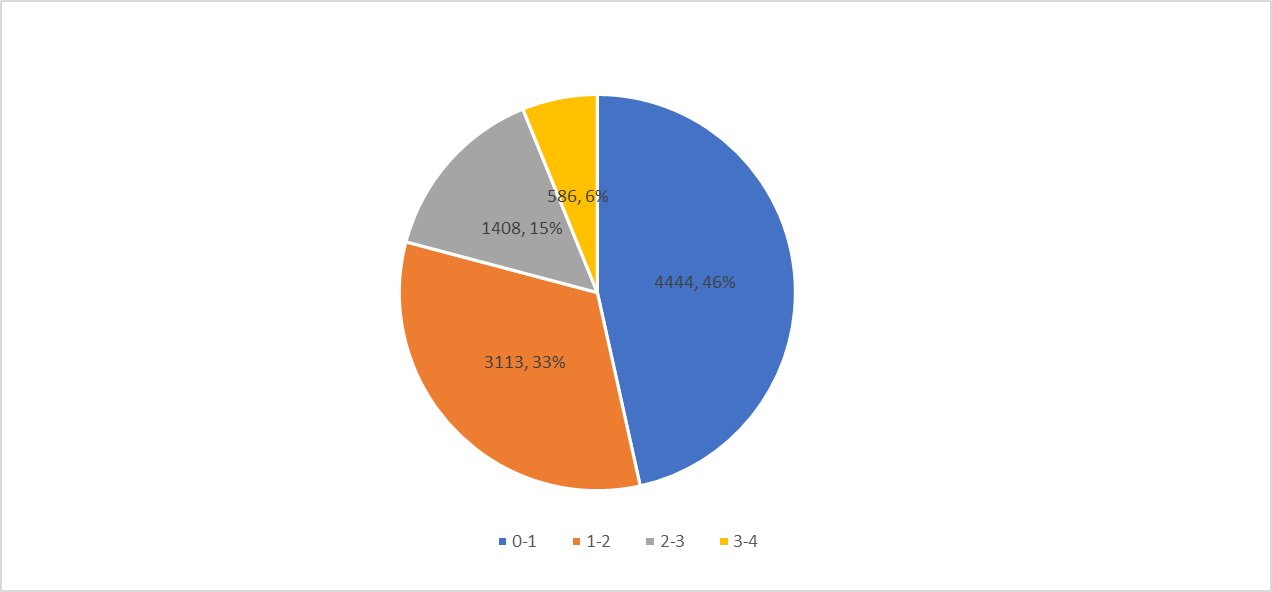 586, 6%
1408, 15%
4444, 46%
3113, 33%
0-1 1-2 2-3 3-4